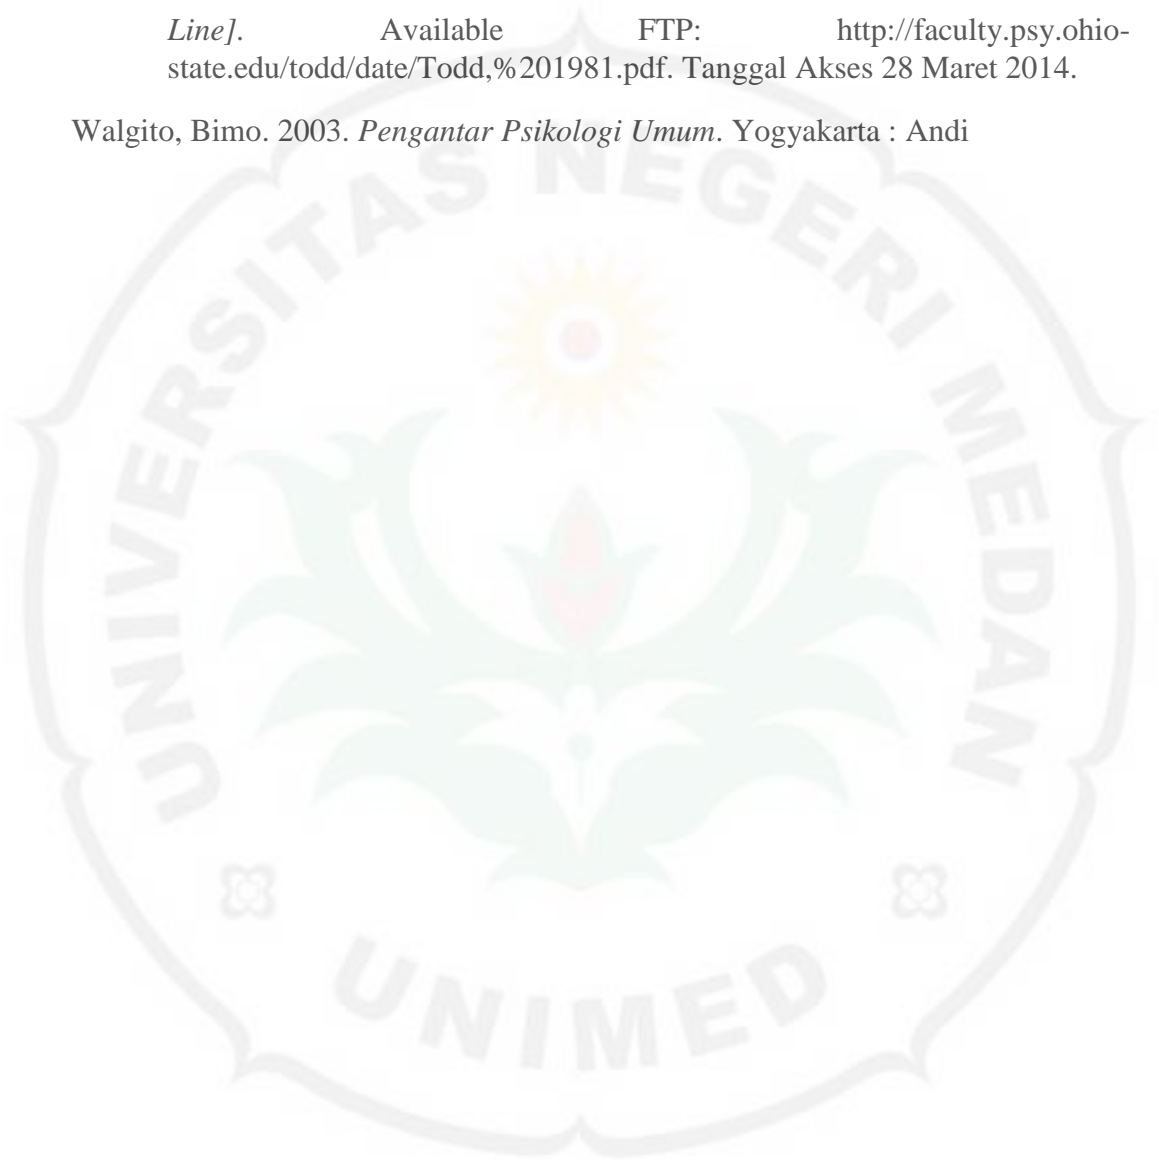 Line]. Available FTP: http://faculty.psy.ohio-
state.edu/todd/date/Todd,%201981.pdf. Tanggal Akses 28 Maret 2014.
Walgito, Bimo. 2003. Pengantar Psikologi Umum. Yogyakarta : Andi
UNIVERSITAS NEGERI MEDAN
UNIMED